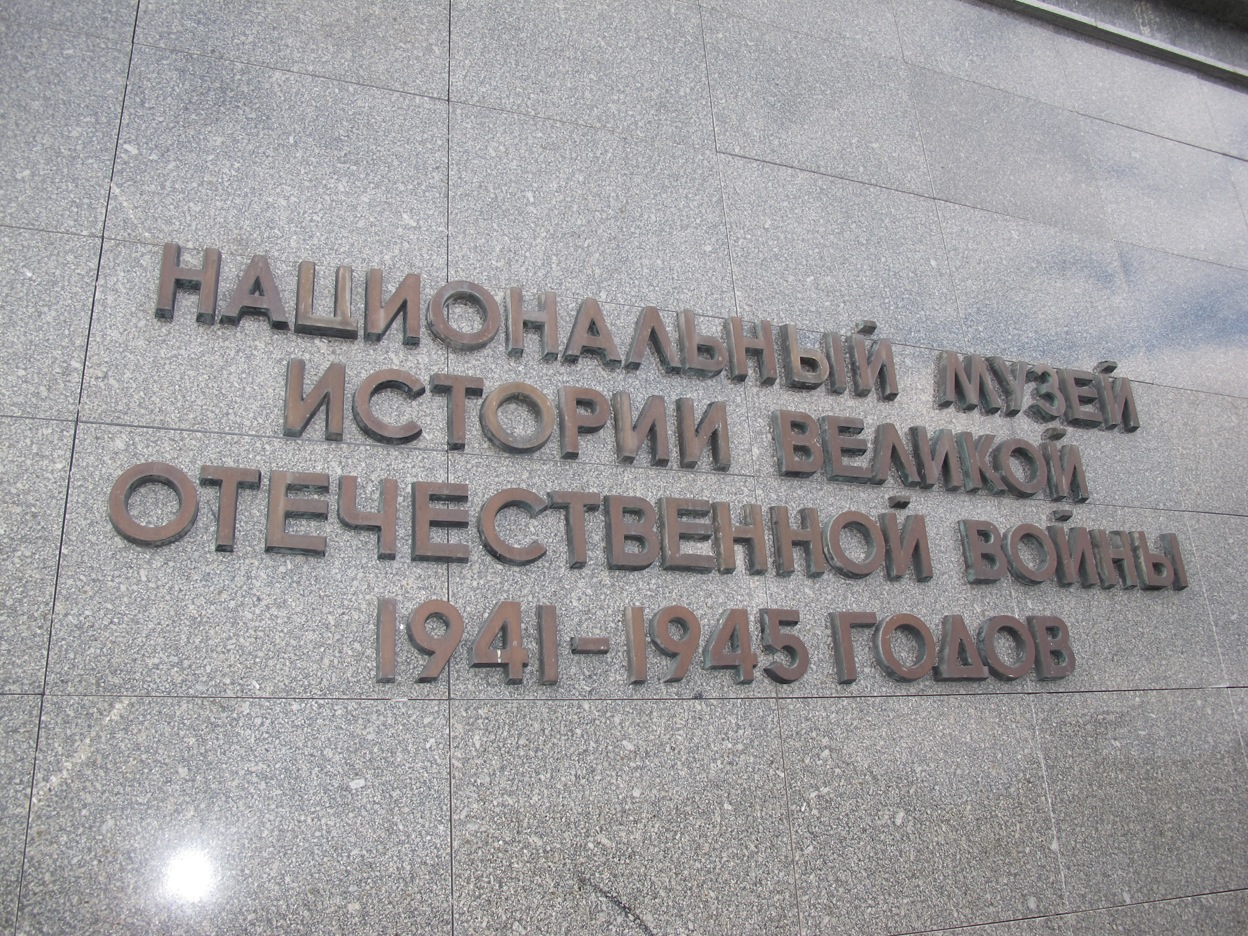 НАЦИОНАЛЬНЫЙ МУЗЕЙ
ИСТОРИИ ВЕЛИКОЙ
ОТЕЧЕСТВЕННОЙ ВОЙНЫ
1941-1945 ГОДОВ